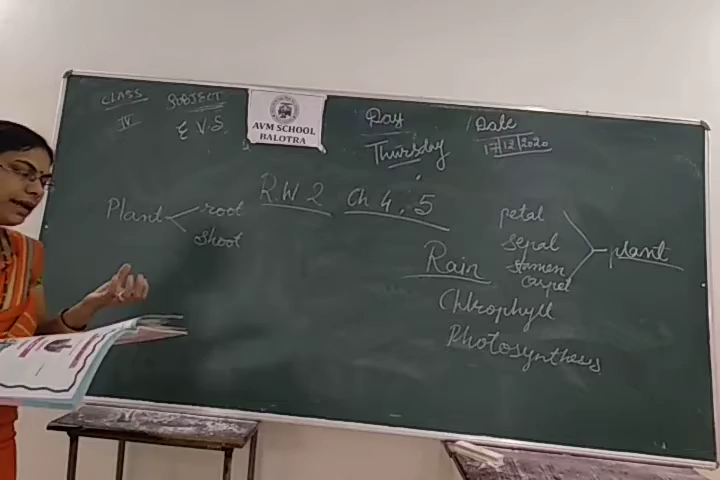 CLASS SUBJECT
IV E V.S.
AVM SCHOOL
BALOTRA
Day Date
Thursday 17/12/2020
R.W 2 Ch 4, 5
Plant root
shoot
petal
sepal
stamen
carpel
plant
Rain
Chlrophyll
Photosynthesis